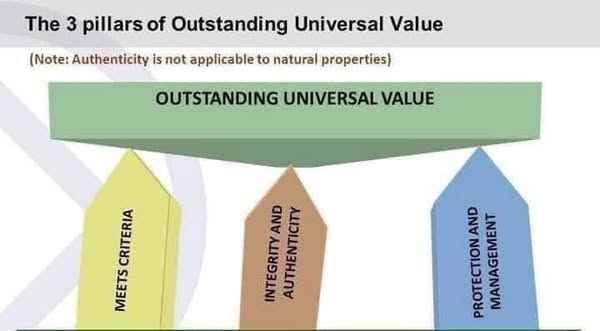 The 3 pillars of Outstanding Universal Value
(Note: Authenticity is not applicable to natural properties)
OUTSTANDING UNIVERSAL VALUE
MEETS CRITERIA
INTEGRITY AND
AUTHENTICITY
PROTECTION AND
MANAGEMENT